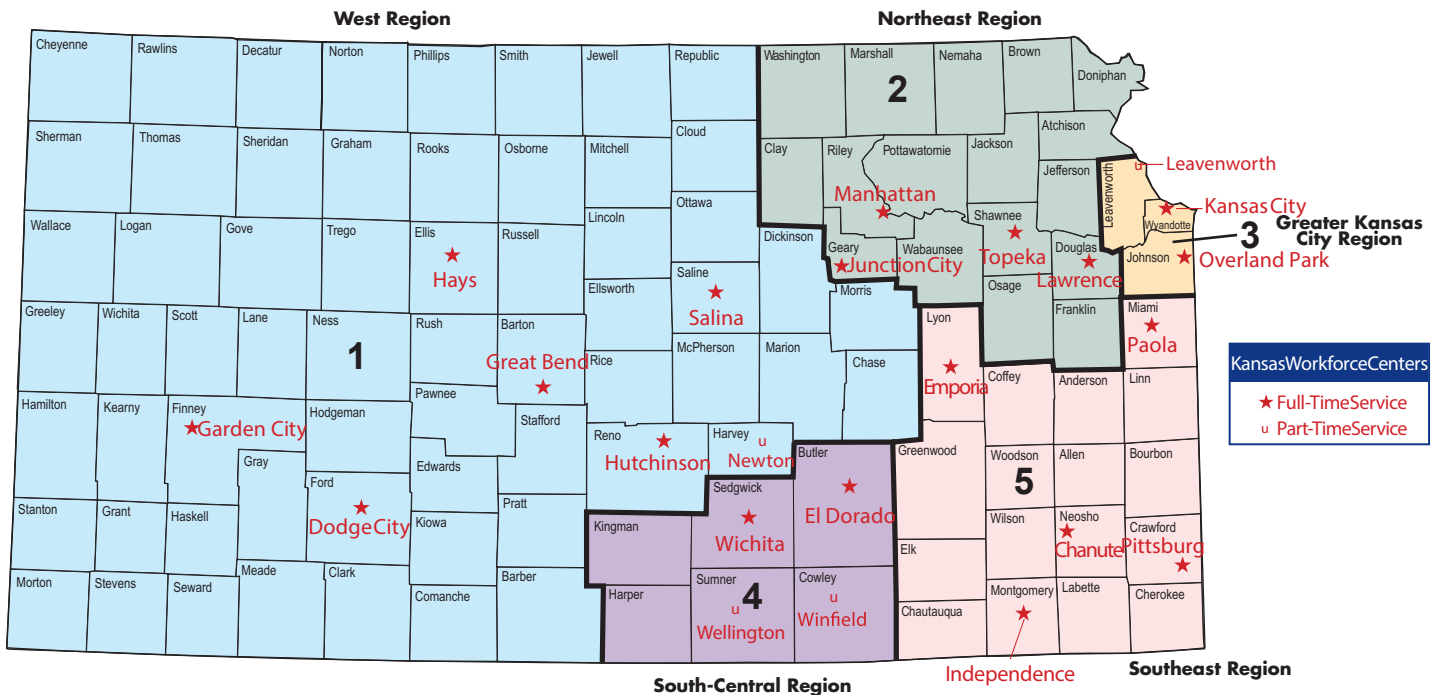 West Region
Northeast Region
Cheyenne
Rawlins
Decatur
Norton
Phillips
Smith
Jewell
Republic
Washington
Marshall
Nemaha
Brown
Doniphan
2
Sherman
Thomas
Sheridan
Graham
Rooks
Osborne
Mitchell
Cloud
Clay
Riley
Pottawatomie
Jackson
Atchison
Jefferson
Leavenworth
u Leavenworth
Manhattan
Kansas City
Wyandotte
Greater Kansas
City Region
3
Wallace
Logan
Gove
Trego
Ellis
Hays
Russell
Lincoln
Ottawa
Saline
Salina
Dickinson
Geary
JunctionCity
Wabaunsee
Shawnee
Topeka
Douglas
Lawrence
Johnson
Overland Park
Ellsworth
Morris
Osage
Franklin
Miami
Paola
Greeley
Wichita
Scott
Lane
Ness
1
Rush
Barton
Great Bend
Rice
McPherson
Marion
Chase
Lyon
Emporia
Coffey
Anderson
Linn
KansasWorkforceCenters
★ Full-TimeService
u Part-TimeService
Hamilton
Kearny
Finney
Garden City
Hodgeman
Pawnee
Stafford
Reno
Hutchinson
Harvey
u
Newton
Butler
El Dorado
Greenwood
Woodson
5
Allen
Bourbon
Gray
Ford
DodgeCity
Edwards
Pratt
Kiowa
Kingman
Sedgwick
Wichita
Stanton
Grant
Haskell
Wilson
Neosho
Chanute
Crawford
Pittsburg
Elk
Morton
Stevens
Seward
Meade
Clark
Comanche
Barber
Harper
Sumner
4
u
Wellington
Cowley
u
Winfield
Chautauqua
Montgomery
Labette
Cherokee
Independence
Southeast Region
South-Central Region